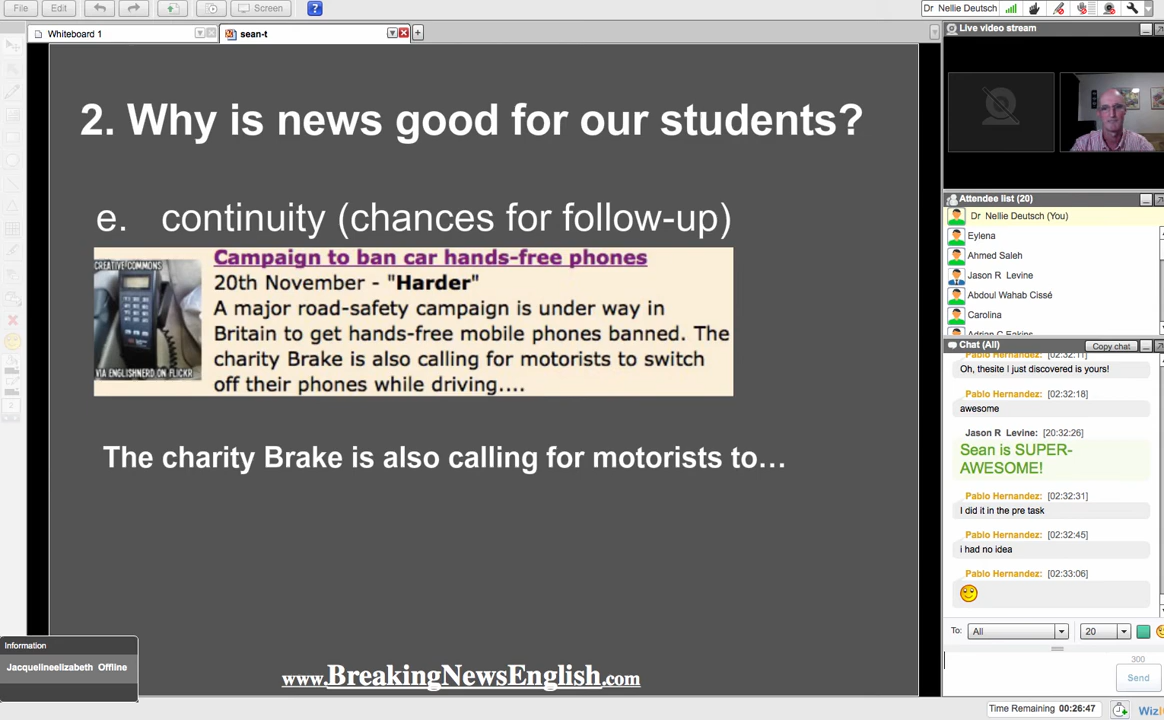 File
Edit
Screen
?
Dr Nellie Deutsch
Whiteboard 1
sean-t
2. Why is news good for our students?
e. continuity (chances for follow-up)
CREATIVE COMMONS
VIA ENGLISHNERD ON FLICKR
Campaign to ban car hands-free phones
20th November - "Harder"
A major road-safety campaign is under way in
Britain to get hands-free mobile phones banned. The
charity Brake is also calling for motorists to switch
off their phones while driving....
The charity Brake is also calling for motorists to…
www.BreakingNewsEnglish.com
Information
Jacquelineelizabeth Offline
Live video stream
Attendee list (20)
Dr Nellie Deutsch (You)
Eylena
Ahmed Saleh
Jason R Levine
Abdoul Wahab Cissé
Carolina
Adrian C Eakins
Chat (All)
Copy chat
Pablo Hernandez: [02:32:11]
Oh, thesite I just discovered is yours!
Pablo Hernandez: [02:32:18]
awesome
Jason R Levine: [20:32:26]
Sean is SUPER-
AWESOME!
Pablo Hernandez: [02:32:31]
I did it in the pre task
Pablo Hernandez: [02:32:45]
i had no idea
Pablo Hernandez: [02:33:06]
To: All 20
300
Send
Time Remaining 00:26:47